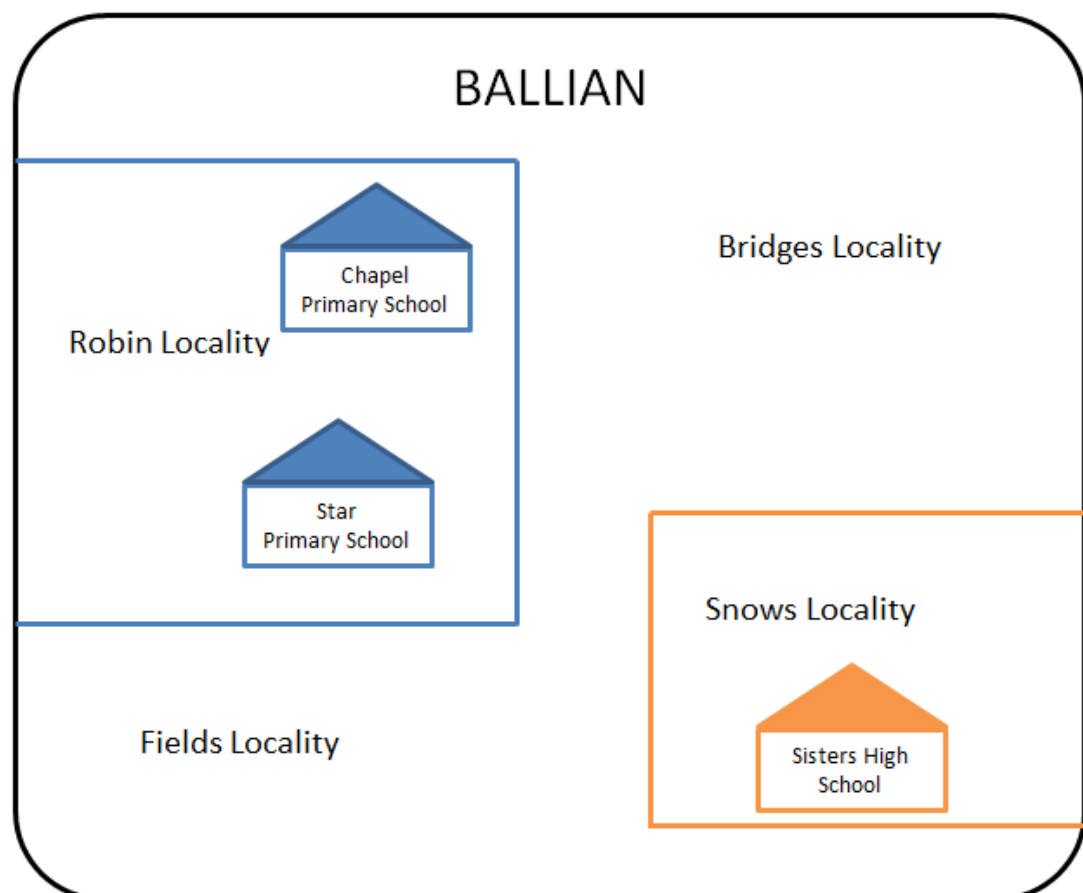 BALLIAN
Bridges Locality
Chapel
Primary School
Robin Locality
Star
Primary School
Snows Locality
Fields Locality
Sisters High
School